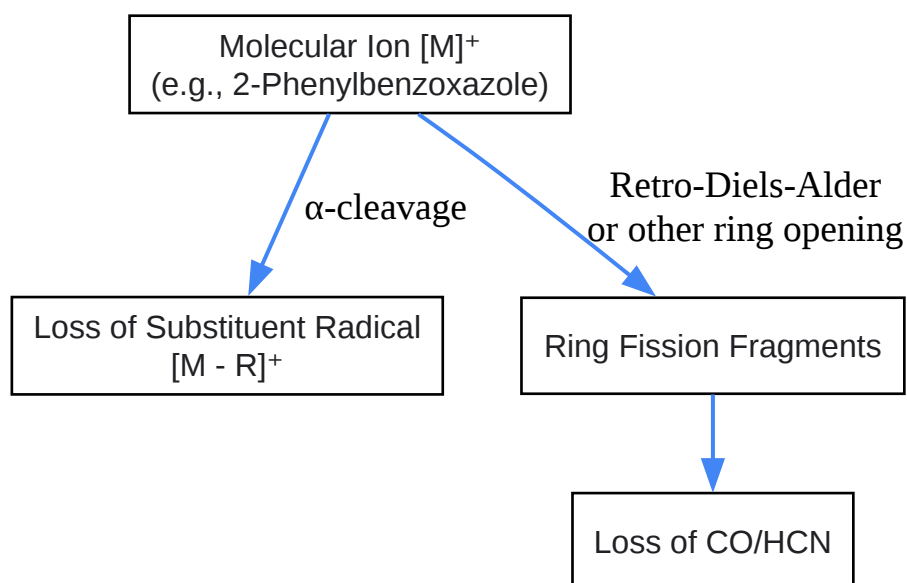 Molecular Ion [M]⁺
(e.g., 2-Phenylbenzoxazole)
α-cleavage
Retro-Diels-Alder
or other ring opening
Loss of Substituent Radical
[M - R]⁺
Ring Fission Fragments
Loss of CO/HCN